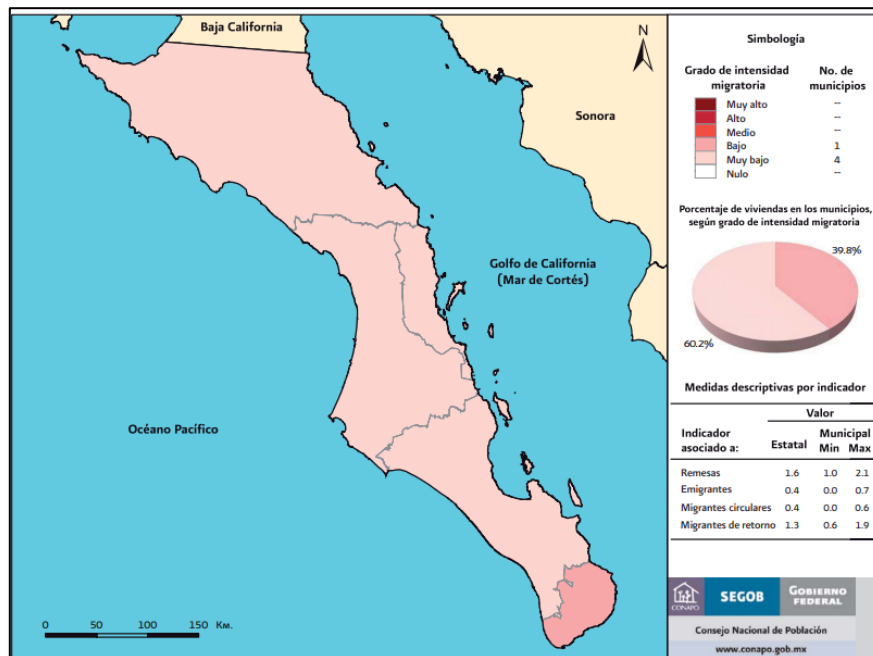 Baja California
N
Sonora
Golfo de California
(Mar de Cortés)
Océano Pacífico
0 50 100 150 Km.
Simbología
Grado de intensidad
migratoria
No. de
municipios
Muy alto --
Alto --
Medio --
Bajo 1
Muy bajo 4
Nulo --
Porcentaje de viviendas en los municipios,
según grado de intensidad migratoria
39.8%
60.2%
Medidas descriptivas por indicador
Valor
Indicador
asociado a:
Estatal
Municipal
Min Max
Remesas 1.6 1.0 2.1
Emigrantes 0.4 0.0 0.7
Migrantes circulares 0.4 0.0 0.6
Migrantes de retorno 1.3 0.6 1.9
CONAPO
SEGOB
Gobierno
FEDERAL
Consejo Nacional de Población
www.conapo.gob.mx